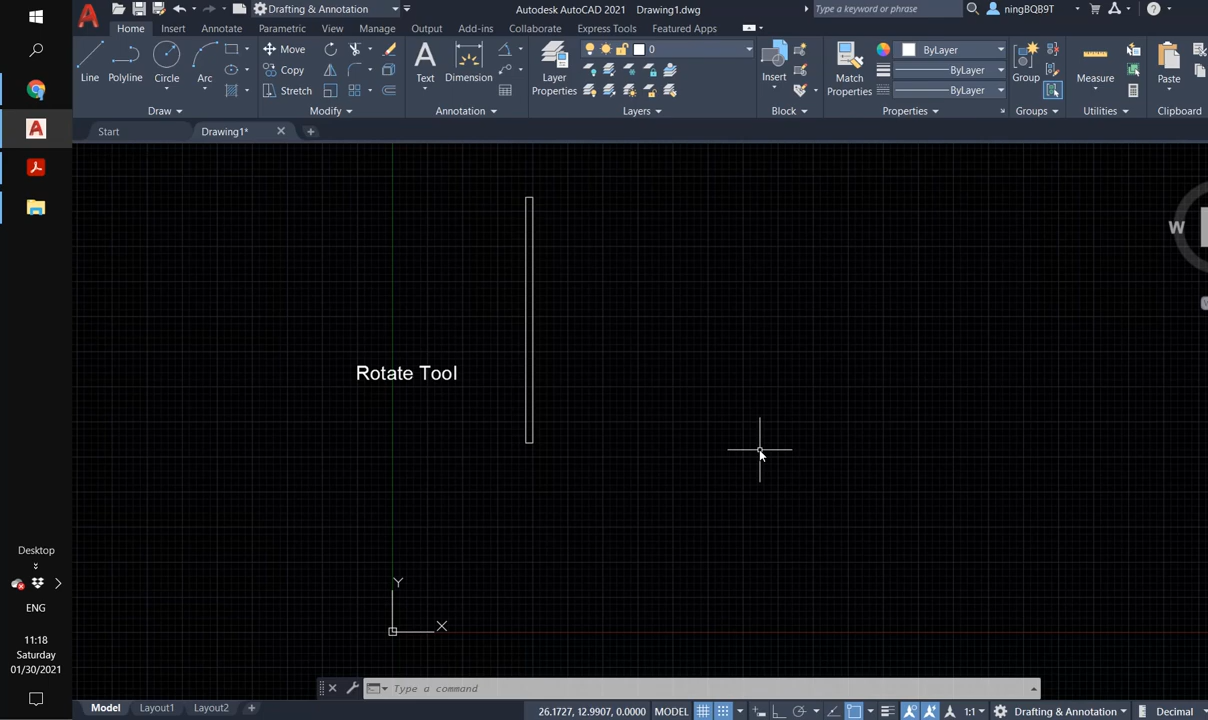 Drafting & Annotation
Autodesk AutoCAD 2021 Drawing1.dwg
Type a keyword or phrase
ningBQB9T
Home Insert Annotate Parametric View Manage Output Add-ins Collaborate Express Tools Featured Apps
Line Polyline Circle Arc
Move
Copy
Stretch
Text Dimension
Layer Properties
0
Insert
Match Properties
ByLayer
ByLayer
ByLayer
Group
Measure
Paste
Draw Modify Annotation Layers Block Properties Groups Utilities Clipboard
Start Drawing1*
W
Rotate Tool
Y
X
Desktop
ENG
11:18
Saturday
01/30/2021
Type a command
Model Layout1 Layout2
26.1727, 12.9907, 0.0000 MODEL 1:1 Drafting & Annotation Decimal